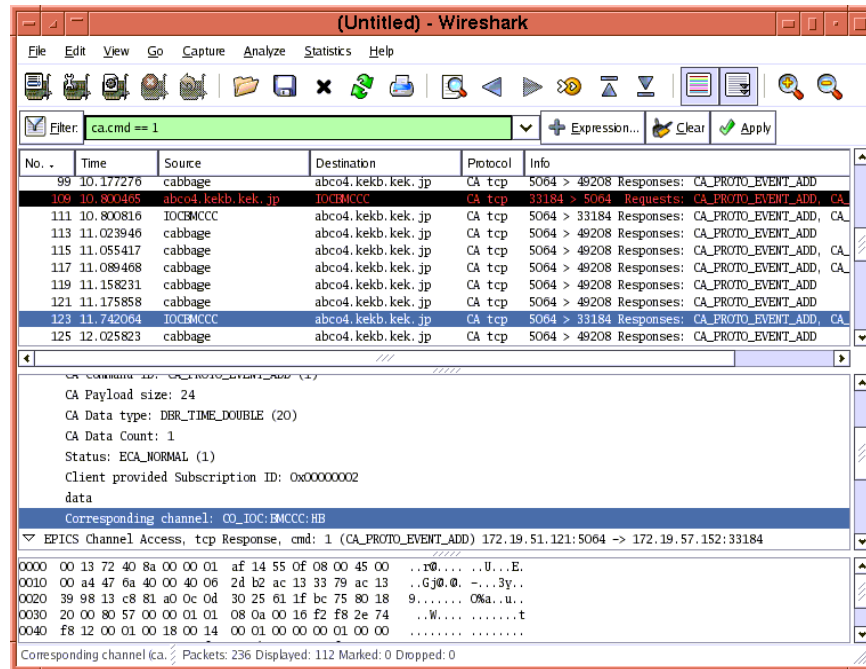 (Untitled) - Wireshark
File Edit View Go Capture Analyze Statistics Help
Filter: ca.cmd == 1 Expression... Clear Apply
No. . Time Source Destination Protocol Info
99 10.177276 cabbage abco4.kekb.kek.jp CA tcp 5064 > 49208 Responses: CA_PROTO_EVENT_ADD
109 10.800465 abco4.kekb.kek.jp IOCBMCCC CA tcp 33184 > 5064 Requests: CA_PROTO_EVENT_ADD, CA_
111 10.800816 IOCBMCCC abco4.kekb.kek.jp CA tcp 5064 > 33184 Responses: CA_PROTO_EVENT_ADD, CA_
113 11.023946 cabbage abco4.kekb.kek.jp CA tcp 5064 > 49208 Responses: CA_PROTO_EVENT_ADD
115 11.055417 cabbage abco4.kekb.kek.jp CA tcp 5064 > 49208 Responses: CA_PROTO_EVENT_ADD, CA_
117 11.089468 cabbage abco4.kekb.kek.jp CA tcp 5064 > 49208 Responses: CA_PROTO_EVENT_ADD, CA_
119 11.158231 cabbage abco4.kekb.kek.jp CA tcp 5064 > 49208 Responses: CA_PROTO_EVENT_ADD
121 11.175858 cabbage abco4.kekb.kek.jp CA tcp 5064 > 49208 Responses: CA_PROTO_EVENT_ADD
123 11.742064 IOCBMCCC abco4.kekb.kek.jp CA tcp 5064 > 33184 Responses: CA_PROTO_EVENT_ADD, CA_
125 12.025823 cabbage abco4.kekb.kek.jp CA tcp 5064 > 49208 Responses: CA_PROTO_EVENT_ADD
CA Command ID: CA_PROTO_EVENT_ADD (1)
CA Payload size: 24
CA Data type: DBR_TIME_DOUBLE (20)
CA Data Count: 1
Status: ECA_NORMAL (1)
Client provided Subscription ID: 0x00000002
data
Corresponding channel: CO_IOC:BMCCC:HB
EPICS Channel Access, tcp Response, cmd: 1 (CA_PROTO_EVENT_ADD) 172.19.51.121:5064 -> 172.19.57.152:33184
0000 00 13 72 40 8a 00 00 01 af 14 55 0f 08 00 45 00 ..r@.... ..U...E.
0010 00 a4 47 6a 40 00 40 06 2d b2 ac 13 33 79 ac 13 ..Gj@.@. -...3y..
0020 39 98 13 c8 81 a0 0c 0d 30 25 61 1f bc 75 80 18 9....... 0%a..u..
0030 20 00 80 57 00 00 01 01 08 0a 00 16 f2 f8 2e 74 ..W.... .......t
0040 f8 12 00 01 00 18 00 14 00 01 00 00 00 01 00 00 ........ ........
Corresponding channel (ca. Packets: 236 Displayed: 112 Marked: 0 Dropped: 0